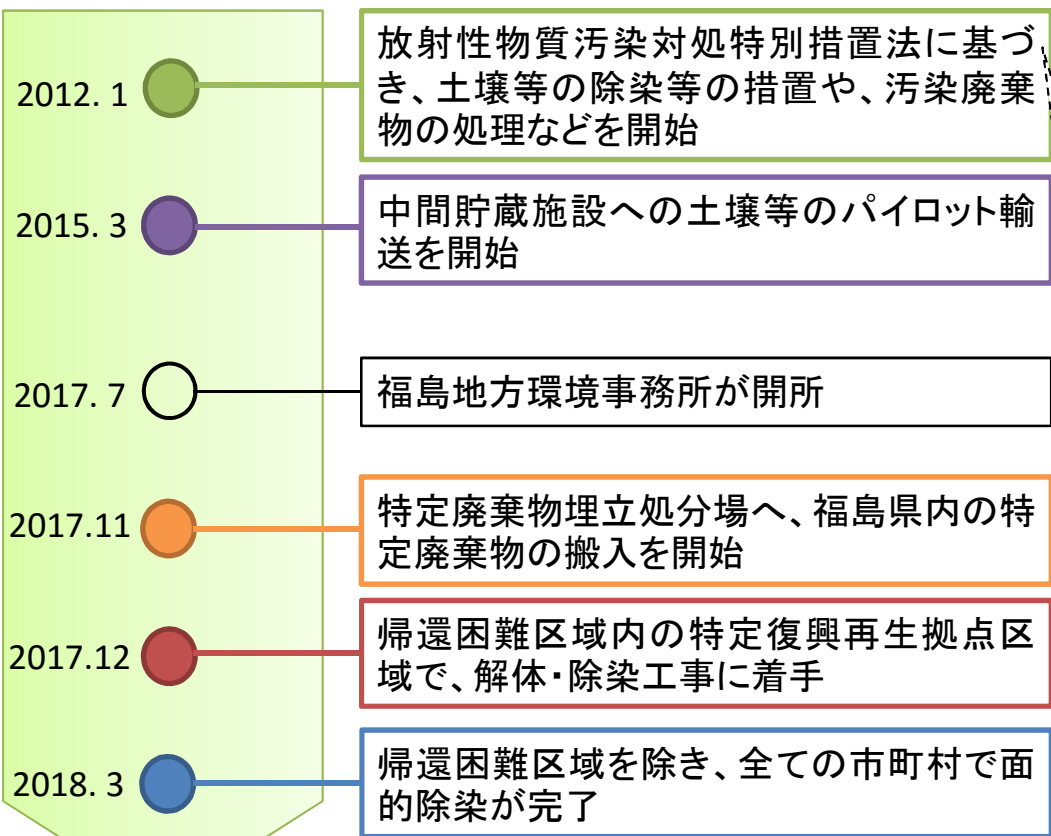 2012. 1
放射性物質汚染対処特別措置法に基づ
き、土壌等の除染等の措置や、汚染廃棄
物の処理などを開始
2015. 3
中間貯蔵施設への土壌等のパイロット輸
送を開始
2017. 7
福島地方環境事務所が開所
2017.11
特定廃棄物埋立処分場へ、福島県内の特
定廃棄物の搬入を開始
2017.12
帰還困難区域内の特定復興再生拠点区
域で、解体・除染工事に着手
2018. 3
帰還困難区域を除き、全ての市町村で面
的除染が完了